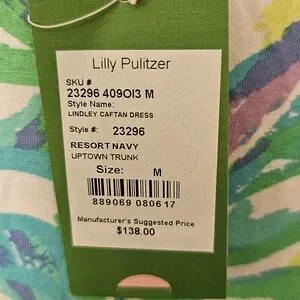 Lilly Pulitzer
SKU #
23296 409OI3 M
Style Name:
LINDLEY CAFTAN DRESS
Style #: 23296
RESORT NAVY
UPTOWN TRUNK
Size: M
889069 080617
Manufacturer's Suggested Price
$138.00